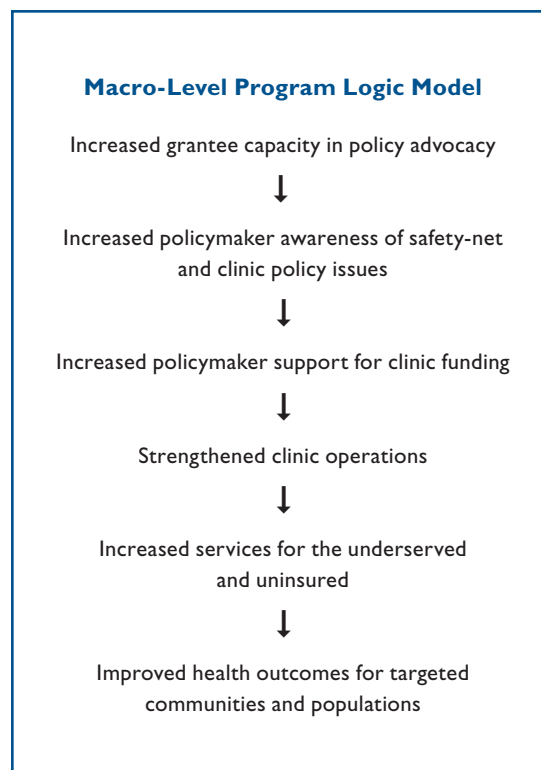 Macro-Level Program Logic Model
Increased grantee capacity in policy advocacy
Increased policymaker awareness of safety-net
and clinic policy issues
Increased policymaker support for clinic funding
Strengthened clinic operations
Increased services for the underserved
and uninsured
Improved health outcomes for targeted
communities and populations